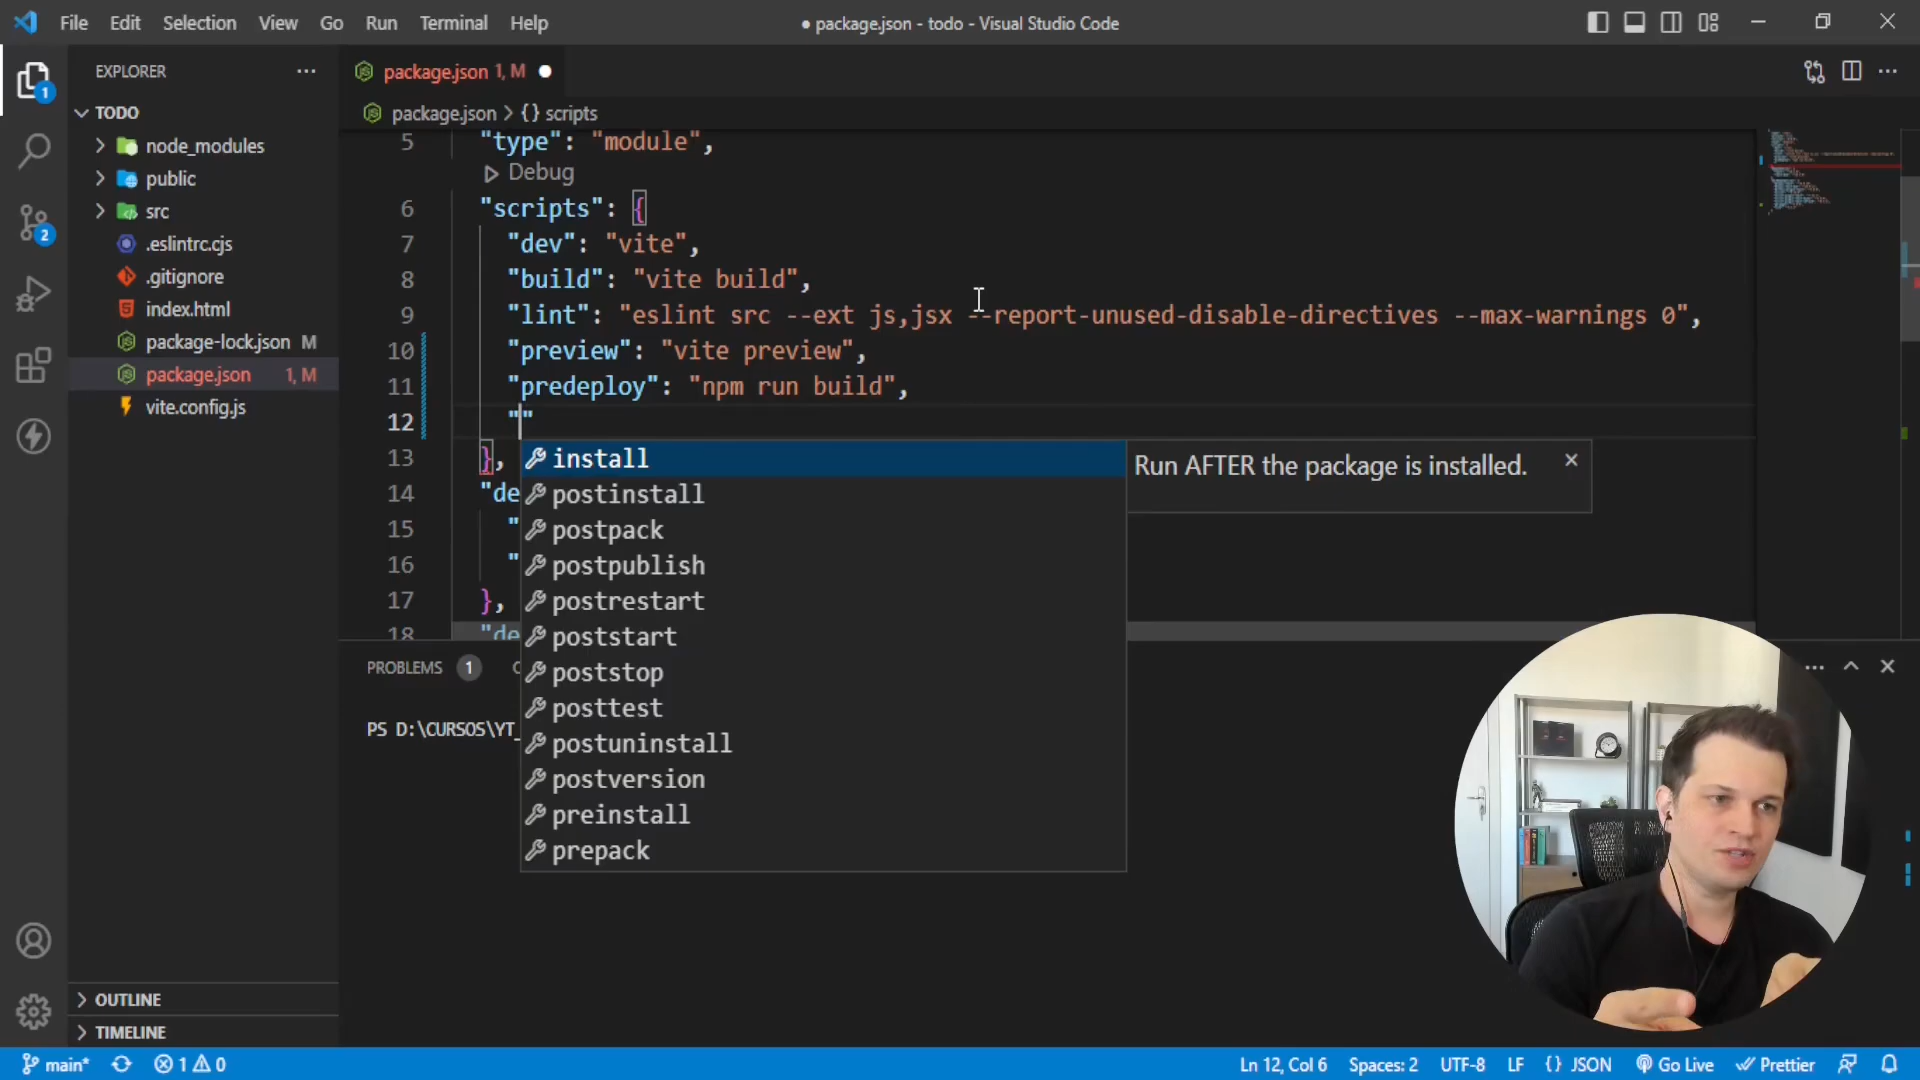 File Edit Selection View Go Run Terminal Help
● package.json - todo - Visual Studio Code
EXPLORER
TODO
node_modules
public
src
.eslintrc.cjs
.gitignore
index.html
package-lock.json M
package.json 1, M
vite.config.js
OUTLINE
TIMELINE
1
2
package.json 1, M
package.json > {} scripts
5 "type": "module",
Debug
6 "scripts": {
7 "dev": "vite",
8 "build": "vite build",
9 "lint": "eslint src --ext js,jsx --report-unused-disable-directives --max-warnings 0",
10 "preview": "vite preview",
11 "predeploy": "npm run build",
12 ""
13 },
14 "de
15 "
16 "
17 },
18 "de
install
postinstall
postpack
postpublish
postrestart
poststart
poststop
posttest
postuninstall
postversion
preinstall
prepack
Run AFTER the package is installed.
PROBLEMS 1
PS D:\CURSOS\YT_
main* 1 0
Ln 12, Col 6 Spaces: 2 UTF-8 LF {} JSON Go Live Prettier